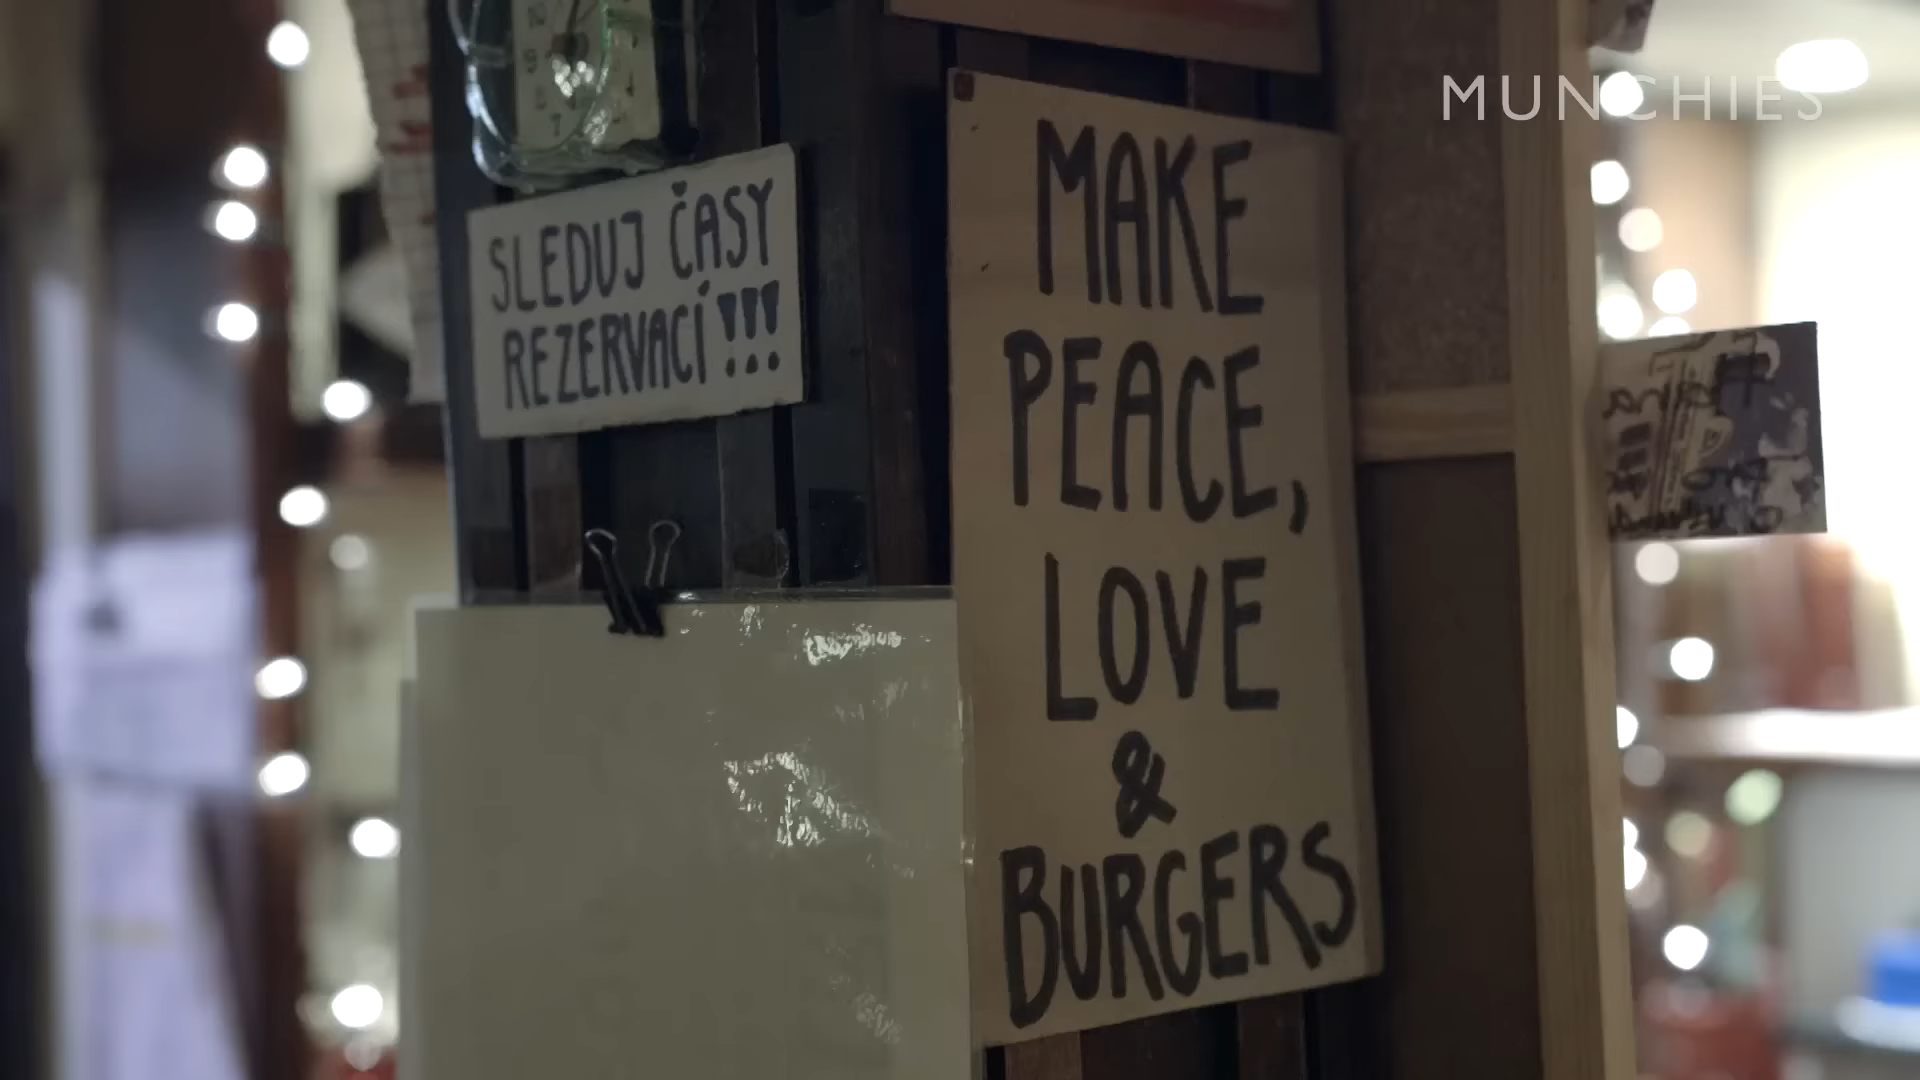 MUNCHIES
SLEDUJ ČASY
REZERVACÍ !!!
MAKE
PEACE,
LOVE
&
BURGERS